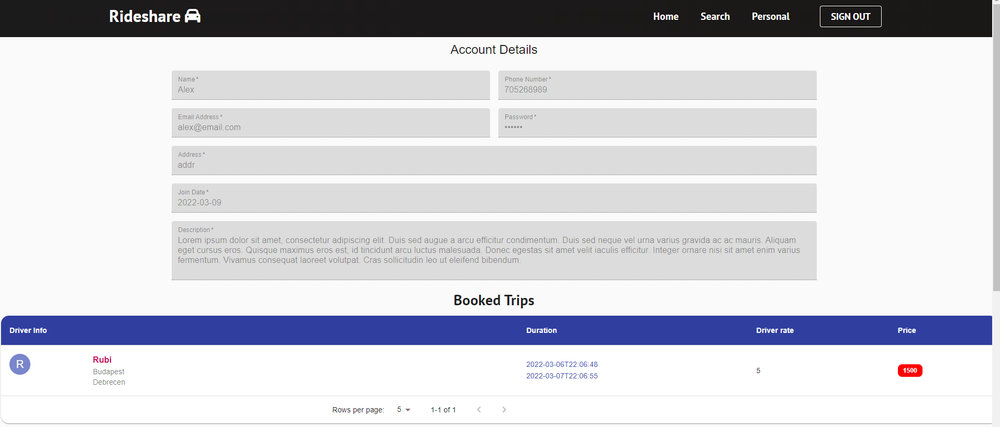 Rideshare
Home Search Personal SIGN OUT
Account Details
Name *
Alex
Phone Number *
705268989
Email Address *
alex@email.com
Password *
••••••
Address *
addr
Join Date *
2022-03-09
Description *
Lorem ipsum dolor sit amet, consectetur adipiscing elit. Duis sed augue a arcu efficitur condimentum. Duis sed neque vel urna varius gravida ac ac mauris. Aliquam
eget cursus eros. Quisque maximus eros est, id tincidunt arcu luctus malesuada. Donec egestas sit amet velit iaculis efficitur. Integer ornare nisi sit amet enim varius
fermentum. Vivamus consequat laoreet volutpat. Cras sollicitudin leo ut eleifend bibendum.
Booked Trips
Driver Info Duration Driver rate Price
R
Rubi
Budapest
Debrecen
2022-03-06T22:06:48
2022-03-07T22:06:55
5
1500
Rows per page: 5 1-1 of 1